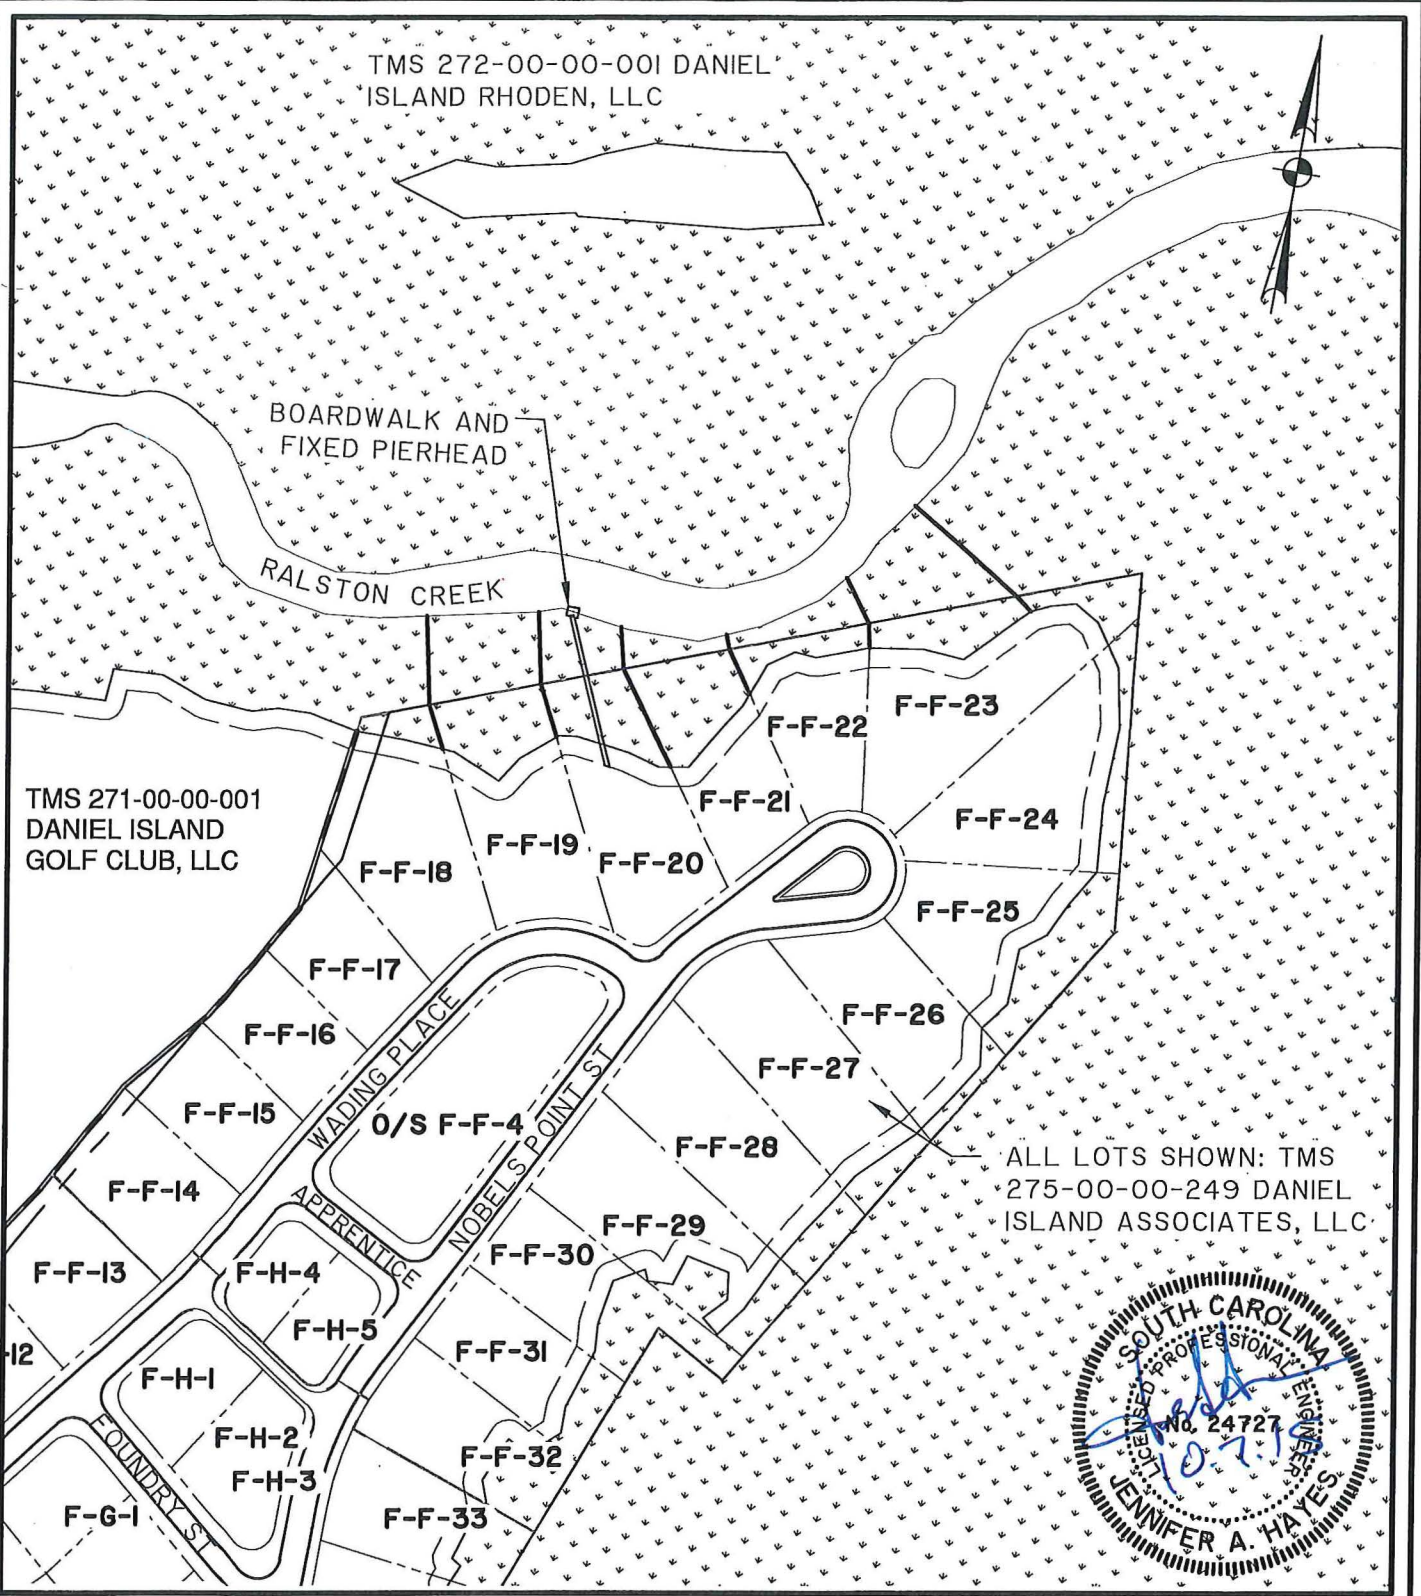 TMS 272-00-00-001 DANIEL
ISLAND RHODEN, LLC
BOARDWALK AND
FIXED PIERHEAD
RALSTON CREEK
TMS 271-00-00-001
DANIEL ISLAND
GOLF CLUB, LLC
F-F-23
F-F-22
F-F-21
F-F-24
F-F-19
F-F-20
F-F-18
F-F-25
F-F-17
F-F-26
F-F-16
F-F-27
WADING PLACE
F-F-15
O/S F-F-4
NOBELS POINT ST
F-F-28
ALL LOTS SHOWN: TMS
275-00-00-249 DANIEL
ISLAND ASSOCIATES, LLC
F-F-14
APPRENTICE
F-F-29
F-F-30
F-F-13
F-H-4
F-H-5
F-F-31
-12
F-H-1
F-H-2
F-H-3
F-F-32
FOUNDRY ST
F-G-1
F-F-33
SOUTH CAROLINA
LICENSED PROFESSIONAL ENGINEER
No. 24727
10.7.15
JENNIFER A. HAYES